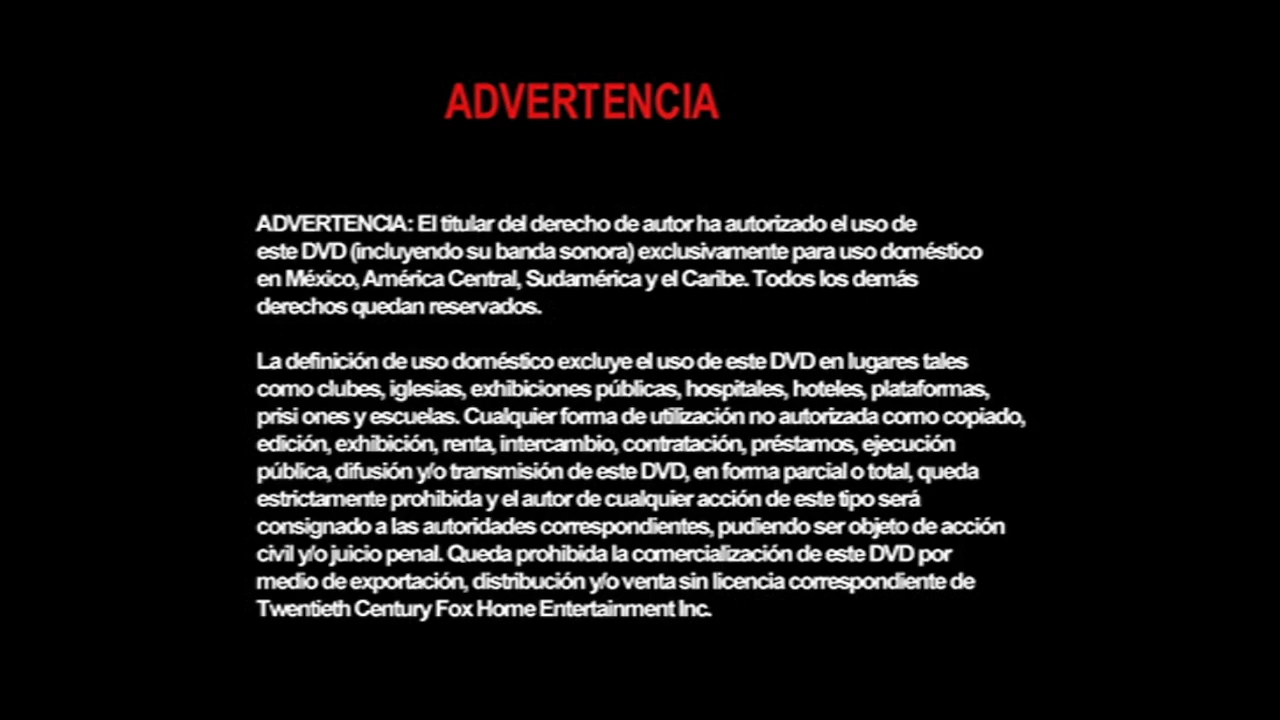 ADVERTENCIA
ADVERTENCIA: El titular del derecho de autor ha autorizado el uso de
este DVD (incluyendo su banda sonora) exclusivamente para uso doméstico
en México, América Central, Sudamérica y el Caribe. Todos los demás
derechos quedan reservados.
La definición de uso doméstico excluye el uso de este DVD en lugares tales
como clubes, iglesias, exhibiciones públicas, hospitales, hoteles, plataformas,
prisi ones y escuelas. Cualquier forma de utilización no autorizada como copiado,
edición, exhibición, renta, intercambio, contratación, préstamos, ejecución
pública, difusión y/o transmisión de este DVD, en forma parcial o total, queda
estrictamente prohibida y el autor de cualquier acción de este tipo será
consignado a las autoridades correspondientes, pudiendo ser objeto de acción
civil y/o juicio penal. Queda prohibida la comercialización de este DVD por
medio de exportación, distribución y/o venta sin licencia correspondiente de
Twentieth Century Fox Home Entertainment Inc.